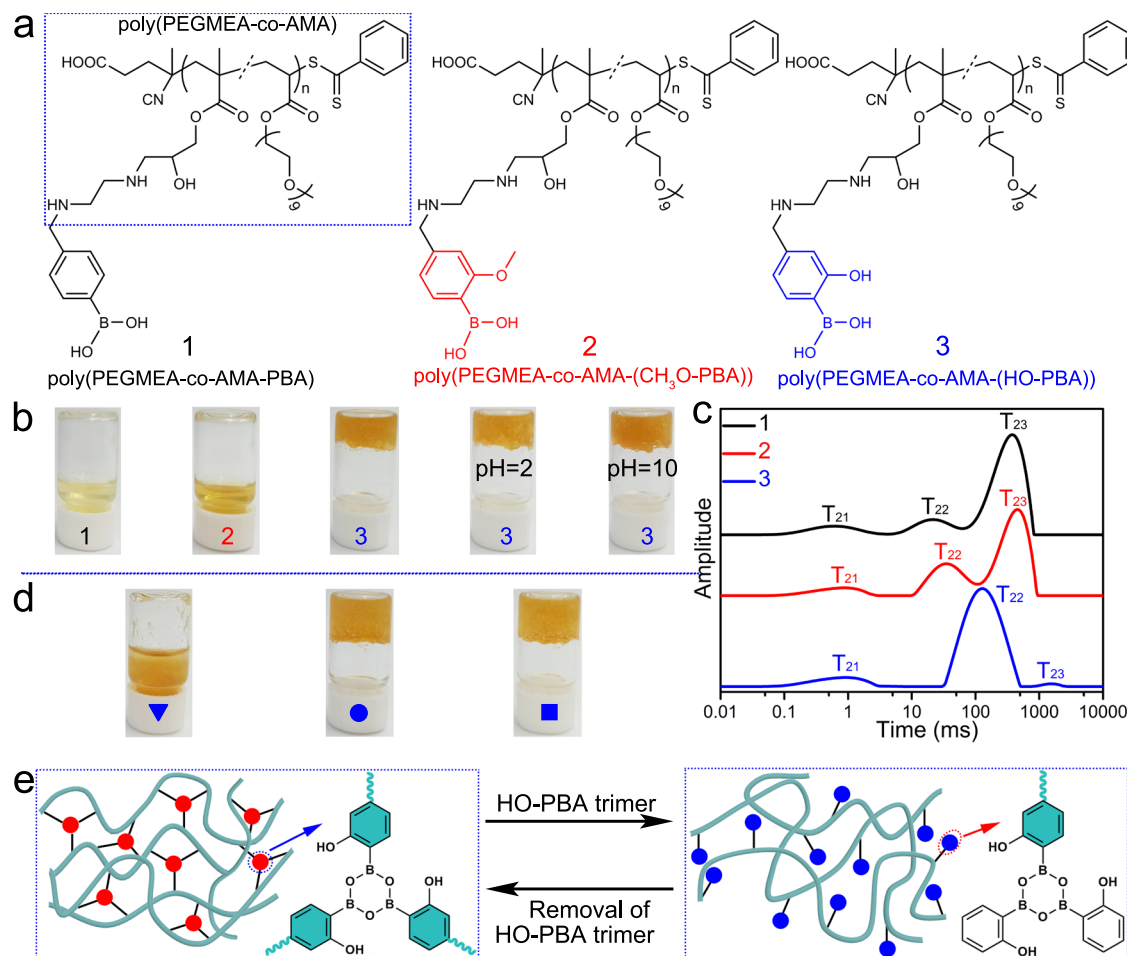 a
poly(PEGMEA-co-AMA)
HOOC
CN
S
n
S
O
O
O
O
OH
NH
HN
O
9
B
OH
HO
1
poly(PEGMEA-co-AMA-PBA)
HOOC
CN
S
n
S
O
O
O
O
OH
NH
HN
O
9
O
B
OH
HO
2
poly(PEGMEA-co-AMA-(CH₃O-PBA))
HOOC
CN
S
n
S
O
O
O
O
OH
NH
HN
O
9
OH
B
OH
HO
3
poly(PEGMEA-co-AMA-(HO-PBA))
b
1
2
3
pH=2
3
pH=10
3
c
1
2
3
T₂₁
T₂₂
T₂₃
T₂₁
T₂₂
T₂₃
T₂₁
T₂₂
T₂₃
Amplitude
0.01 0.1 1 10 100 1000 10000
Time (ms)
d
e
HO
B
O O
B O B
OH
OH
HO-PBA trimer
Removal of
HO-PBA trimer
HO
B
O O
B O B
OH
OH